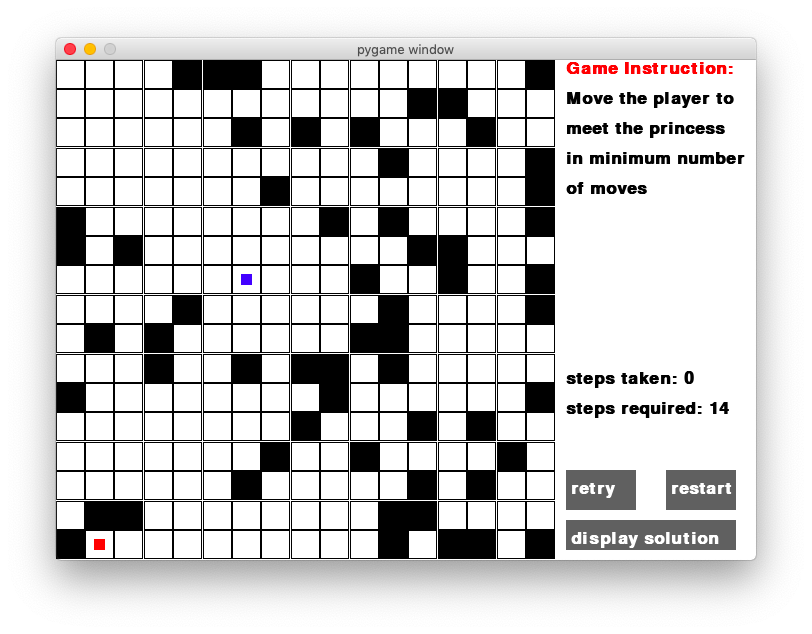 pygame window
Game Instruction:
Move the player to
meet the princess
in minimum number
of moves
steps taken: 0
steps required: 14
retry
restart
display solution